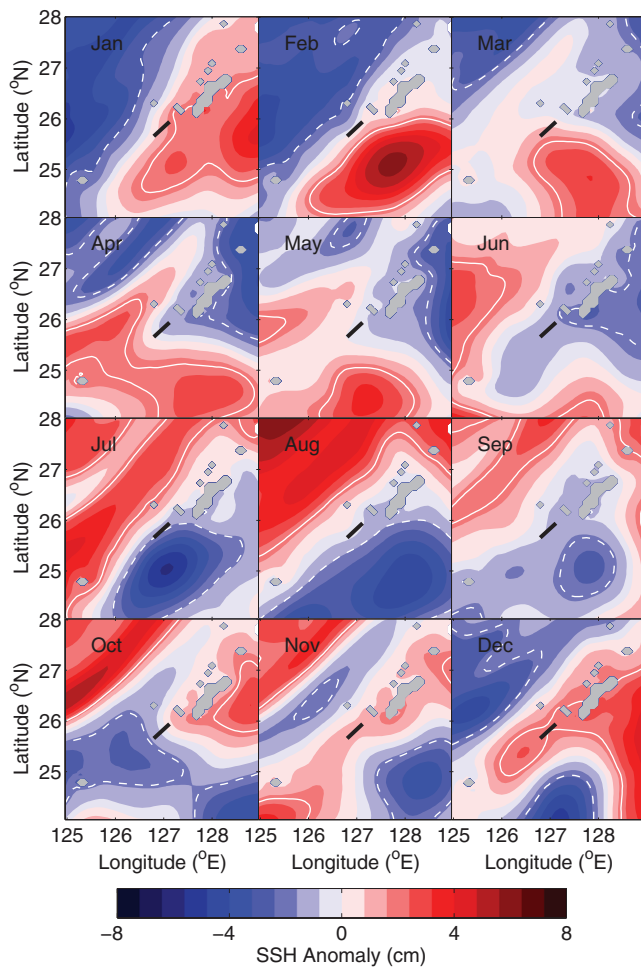 28
Jan
Feb
Mar
27
26
25
Latitude (°N)
28
Apr
May
Jun
27
26
25
Latitude (°N)
28
Jul
Aug
Sep
27
26
25
Latitude (°N)
28
Oct
Nov
Dec
27
26
25
24
Latitude (°N)
125 126 127 128 125 126 127 128 125 126 127 128
Longitude (°E) Longitude (°E) Longitude (°E)
−8 −4 0 4 8
SSH Anomaly (cm)